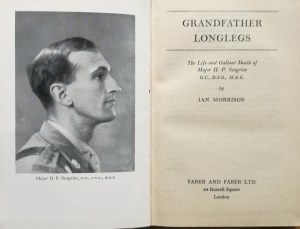 Major H. P. Seagrim, G.C., D.S.O., M.B.E.
GRANDFATHER
LONGLEGS
The Life and Gallant Death of
Major H. P. Seagrim
G.C., D.S.O., M.B.E.
by
IAN MORRISON
FABER AND FABER LTD
24 Russell Square
London